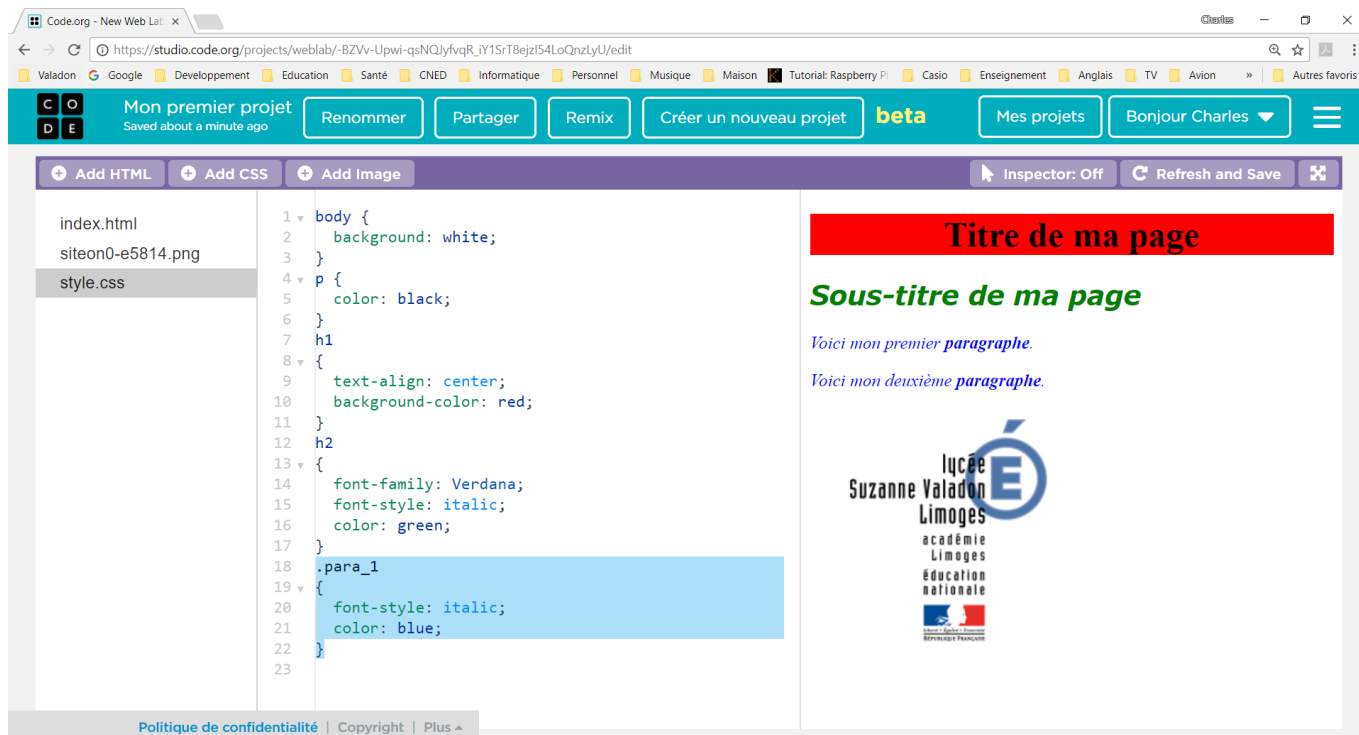 Code.org - New Web Lab
Charles
https://studio.code.org/projects/weblab/-BZVv-Upwi-qsNQJyfvqR_iY1SrT8ejzI54LoQnzLyU/edit
Valadon Google Developpement Education Santé CNED Informatique Personnel Musique Maison Tutorial: Raspberry Pi Casio Enseignement Anglais TV Avion » Autres favoris
CODE
Mon premier projet
Saved about a minute ago
Renommer Partager Remix Créer un nouveau projet beta Mes projets Bonjour Charles
Add HTML Add CSS Add Image Inspector: Off Refresh and Save
index.html
siteon0-e5814.png
style.css
1 body {
2 background: white;
3 }
4 p {
5 color: black;
6 }
7 h1
8 {
9 text-align: center;
10 background-color: red;
11 }
12 h2
13 {
14 font-family: Verdana;
15 font-style: italic;
16 color: green;
17 }
18 .para_1
19 {
20 font-style: italic;
21 color: blue;
22 }
23
Titre de ma page
Sous-titre de ma page
Voici mon premier paragraphe.
Voici mon deuxième paragraphe.
É
lycée
Suzanne Valadon
Limoges
académie
Limoges
éducation
nationale
Liberté • Égalité • Fraternité
RÉPUBLIQUE FRANÇAISE
Politique de confidentialité | Copyright | Plus